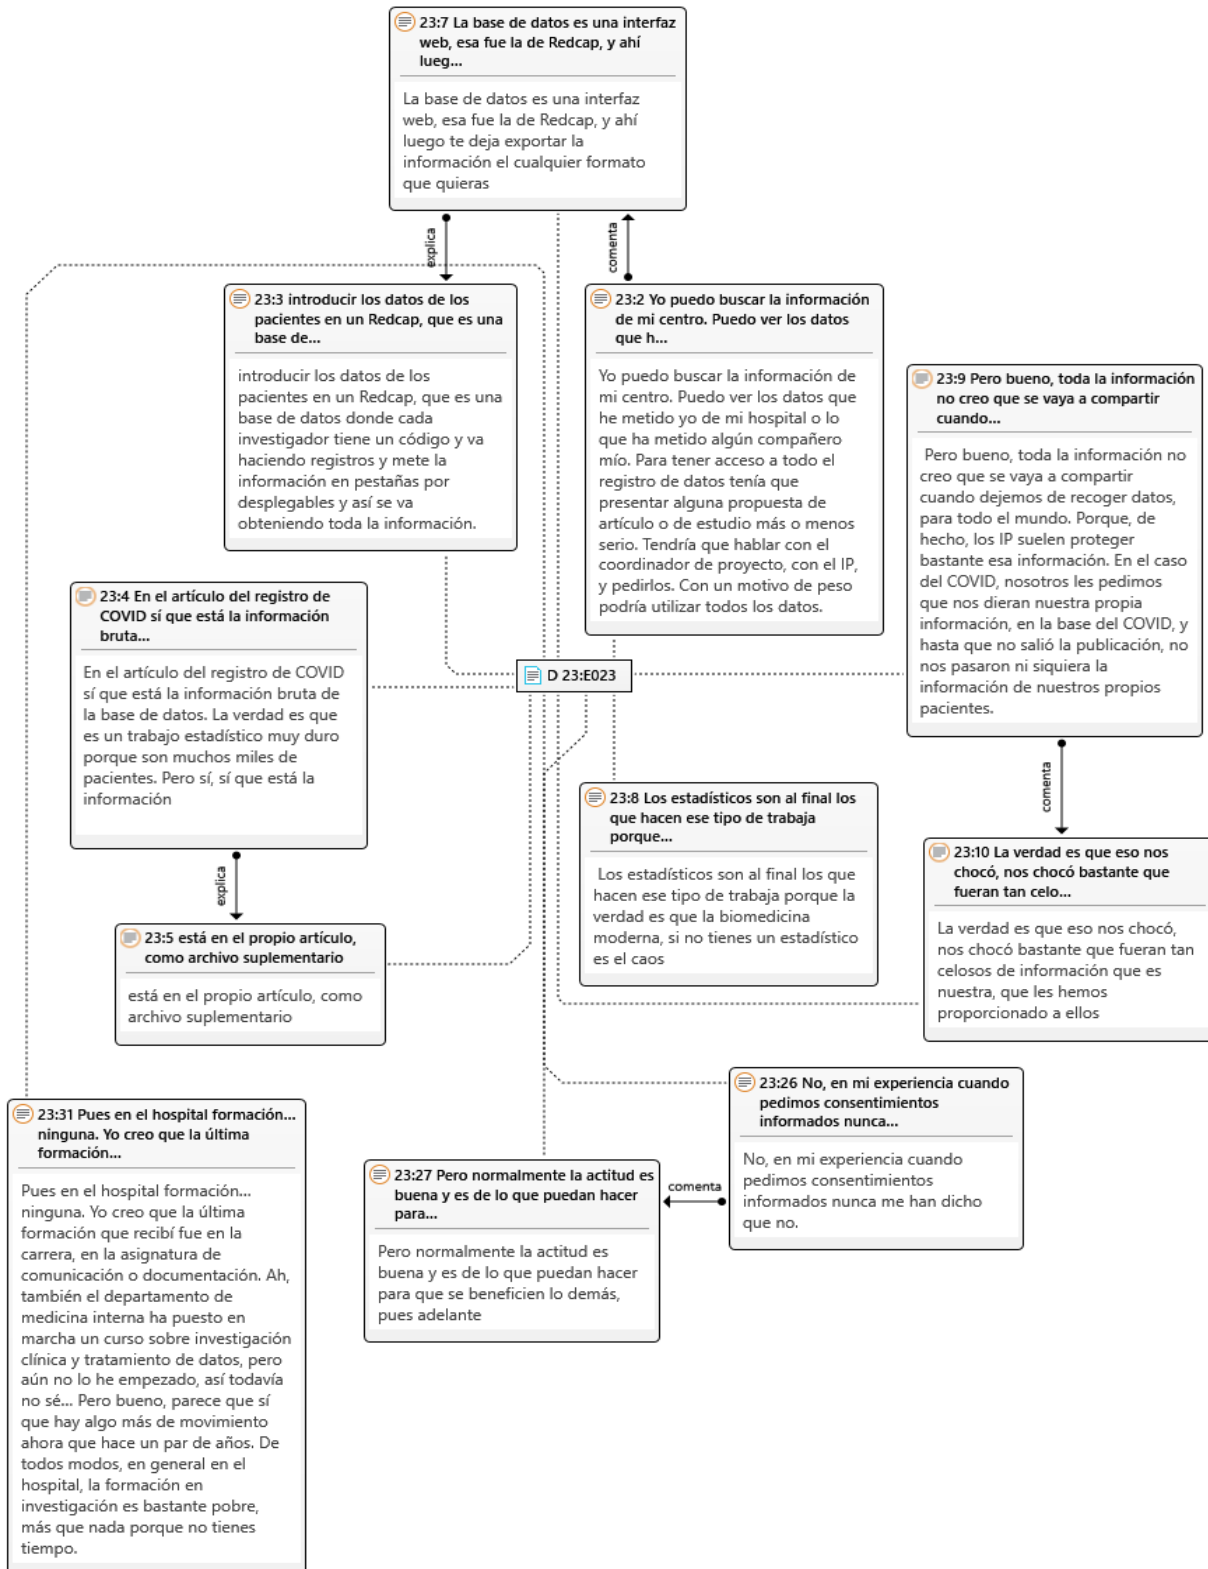 23:7 La base de datos es una interfaz
web, esa fue la de Redcap, y ahí
lueg...
La base de datos es una interfaz
web, esa fue la de Redcap, y ahí
luego te deja exportar la
información el cualquier formato
que quieras
explica
comenta
23:3 introducir los datos de los
pacientes en un Redcap, que es una
base de...
introducir los datos de los
pacientes en un Redcap, que es una
base de datos donde cada
investigador tiene un código y va
haciendo registros y mete la
información en pestañas por
desplegables y así se va
obteniendo toda la información.
23:2 Yo puedo buscar la información
de mi centro. Puedo ver los datos
que h...
Yo puedo buscar la información de
mi centro. Puedo ver los datos que
he metido yo de mi hospital o lo
que ha metido algún compañero
mío. Para tener acceso a todo el
registro de datos tenía que
presentar alguna propuesta de
artículo o de estudio más o menos
serio. Tendría que hablar con el
coordinador de proyecto, con el IP,
y pedirlos. Con un motivo de peso
podría utilizar todos los datos.
23:9 Pero bueno, toda la información
no creo que se vaya a compartir
cuando...
Pero bueno, toda la información no
creo que se vaya a compartir
cuando dejemos de recoger datos,
para todo el mundo. Porque, de
hecho, los IP suelen proteger
bastante esa información. En el caso
del COVID, nosotros les pedimos
que nos dieran nuestra propia
información, en la base del COVID, y
hasta que no salió la publicación, no
nos pasaron ni siquiera la
información de nuestros propios
pacientes.
23:4 En el artículo del registro de
COVID sí que está la información
bruta...
En el artículo del registro de COVID
sí que está la información bruta de
la base de datos. La verdad es que
es un trabajo estadístico muy duro
porque son muchos miles de
pacientes. Pero sí, sí que está la
información
D 23:E023
comenta
explica
23:8 Los estadísticos son al final los
que hacen ese tipo de trabaja
porque...
Los estadísticos son al final los que
hacen ese tipo de trabaja porque la
verdad es que la biomedicina
moderna, si no tienes un estadístico
es el caos
23:10 La verdad es que eso nos
chocó, nos chocó bastante que
fueran tan celo...
La verdad es que eso nos chocó,
nos chocó bastante que fueran tan
celosos de información que es
nuestra, que les hemos
proporcionado a ellos
23:5 está en el propio artículo,
como archivo suplementario
está en el propio artículo, como
archivo suplementario
23:26 No, en mi experiencia cuando
pedimos consentimientos
informados nunca...
No, en mi experiencia cuando
pedimos consentimientos
informados nunca me han dicho
que no.
comenta
23:27 Pero normalmente la actitud es
buena y es de lo que puedan hacer
para...
Pero normalmente la actitud es
buena y es de lo que puedan hacer
para que se beneficien lo demás,
pues adelante
23:31 Pues en el hospital formación...
ninguna. Yo creo que la última
formación...
Pues en el hospital formación...
ninguna. Yo creo que la última
formación que recibí fue en la
carrera, en la asignatura de
comunicación o documentación. Ah,
también el departamento de
medicina interna ha puesto en
marcha un curso sobre investigación
clínica y tratamiento de datos, pero
aún no lo he empezado, así todavía
no sé... Pero bueno, parece que sí
que hay algo más de movimiento
ahora que hace un par de años. De
todos modos, en general en el
hospital, la formación en
investigación es bastante pobre,
más que nada porque no tienes
tiempo.